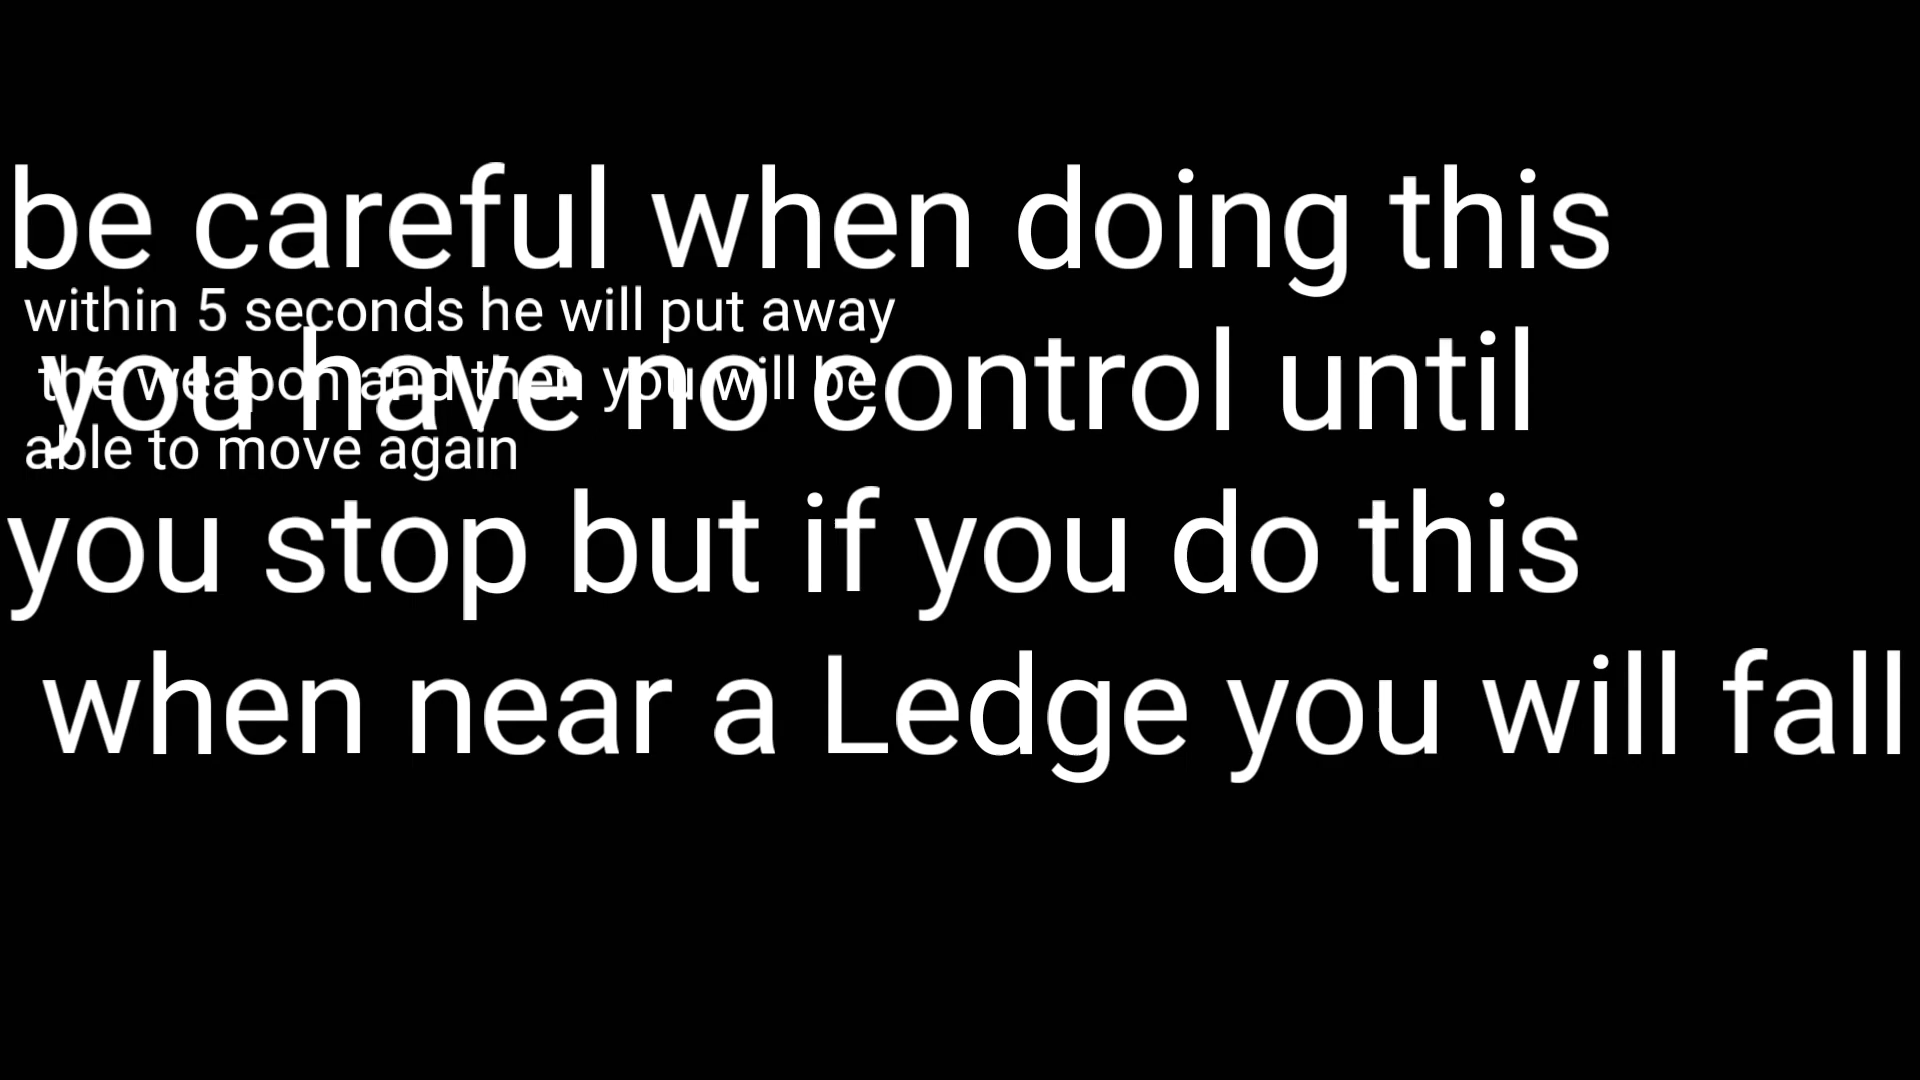 be careful when doing this
within 5 seconds he will put away
you have no control until
the weapon and then you will be
able to move again
you stop but if you do this
when near a Ledge you will fall